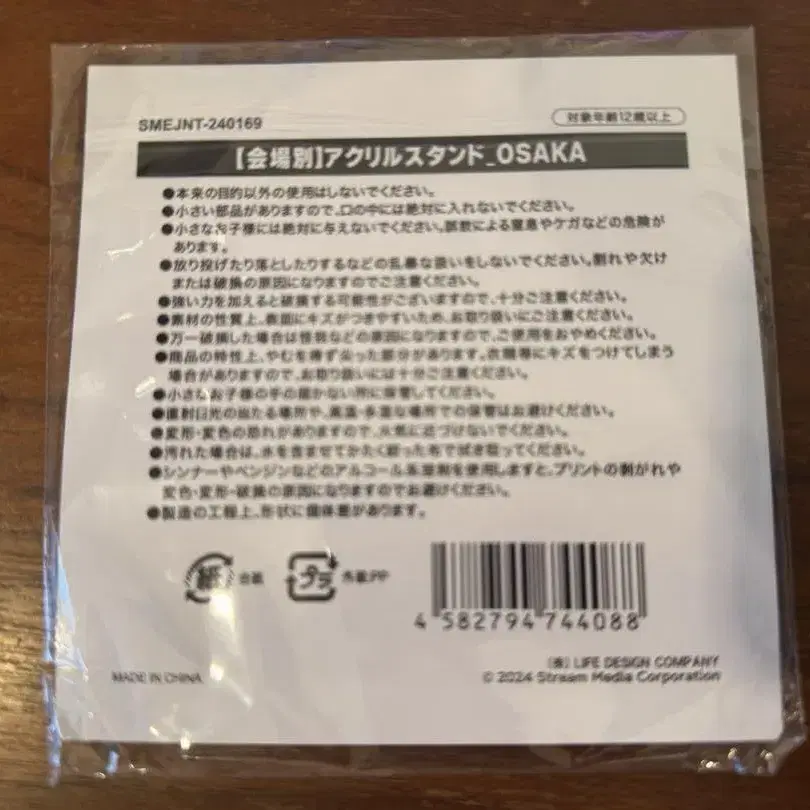 SMEJNT-240169
対象年齢12歳以上
【会場別】アクリルスタンド_OSAKA
●本来の目的以外の使用はしないでください。
●小さい部品がありますので、口の中には絶対に入れないでください。
●小さなお子様には絶対に与えないでください。誤飲による窒息やケガなどの危険が
あります。
●放り投げたり落としたりするなどの乱暴な扱いをしないでください。割れや欠け
または破損の原因になりますのでご注意ください。
●強い力を加えると破損する可能性がございますので、十分ご注意ください。
●素材の性質上、表面にキズがつきやすいため、お取り扱いにご注意ください。
●万一破損した場合は怪我などの原因になりますので、ご使用をおやめください。
●商品の特性上、やむを得ず尖った部分があります。衣類等にキズをつけてしまう
場合がありますので、お取り扱いには十分ご注意ください。
●小さなお子様の手の届かない所に保管してください。
●直射日光の当たる場所や、高温・多湿な場所での保管はお避けください。
●変形・変色の恐れがありますので、火気に近づけないでください。
●汚れた場合は、水を含ませてかたく絞った布で拭き取ってください。
●シンナーやベンジンなどのアルコール系溶剤を使用しますと、プリントの剥がれや
変色・変形・破損の原因になりますのでお避けください。
●製造の工程上、形状に個体差があります。
紙 台紙
プラ 外装:PP
4 582794 744088
MADE IN CHINA
(株) LIFE DESIGN COMPANY
© 2024 Stream Media Corporation